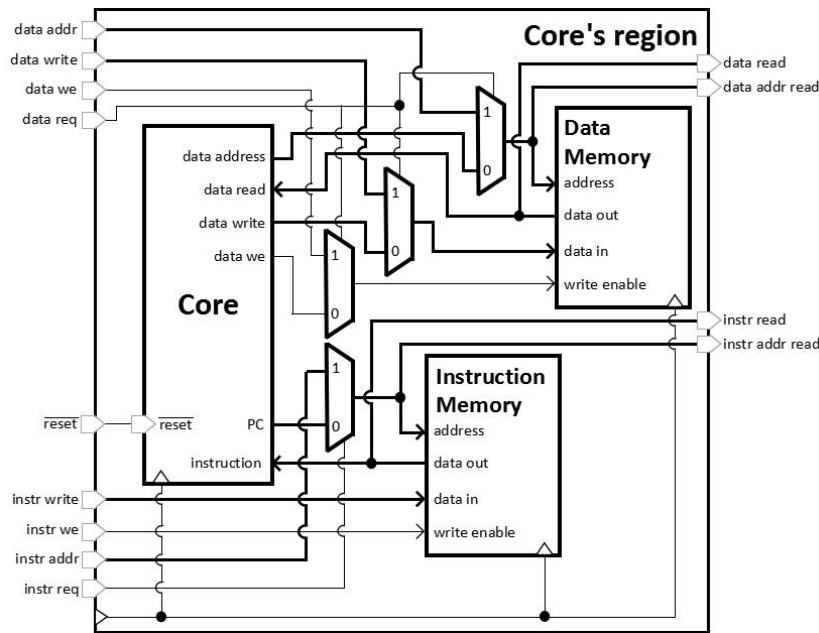 Core's region
data addr
data write
data we
data req
data read
data addr read
1
0
Data
Memory
address
data out
data in
write enable
data address
data read
data write
data we
1
0
1
0
Core
reset
reset
PC
instruction
1
0
instr read
instr addr read
Instruction
Memory
address
data out
data in
write enable
instr write
instr we
instr addr
instr req